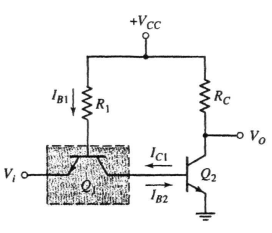 +V_CC
I_B1
R_1
R_C
V_o
I_C1
V_i
Q_1
Q_2
I_B2